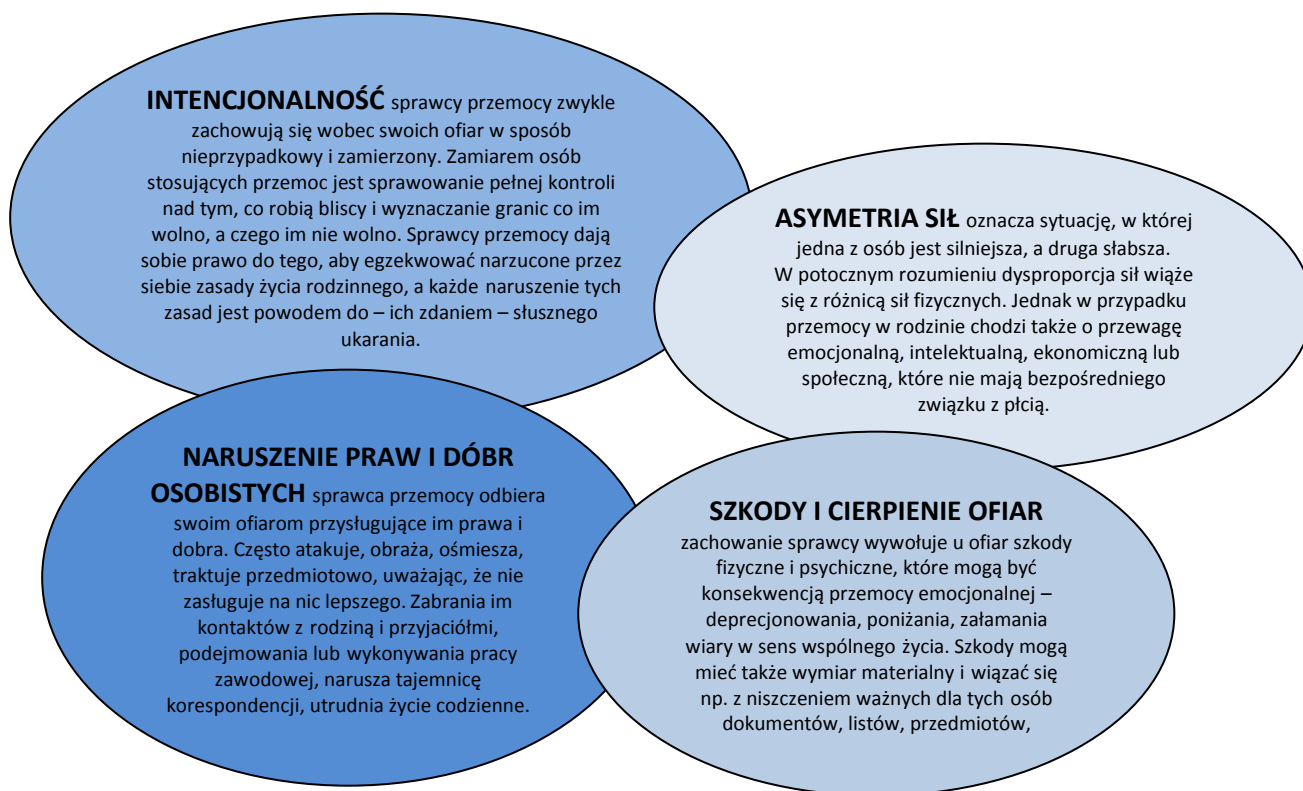 INTENCJONALNOŚĆ sprawcy przemocy zwykle
zachowują się wobec swoich ofiar w sposób
nieprzypadkowy i zamierzony. Zamiarem osób
stosujących przemoc jest sprawowanie pełnej kontroli
nad tym, co robią bliscy i wyznaczanie granic co im
wolno, a czego im nie wolno. Sprawcy przemocy dają
sobie prawo do tego, aby egzekwować narzucone przez
siebie zasady życia rodzinnego, a każde naruszenie tych
zasad jest powodem do – ich zdaniem – słusznego
ukarania.
ASYMETRIA SIŁ oznacza sytuację, w której
jedna z osób jest silniejsza, a druga słabsza.
W potocznym rozumieniu dysproporcja sił wiąże
się z różnicą sił fizycznych. Jednak w przypadku
przemocy w rodzinie chodzi także o przewagę
emocjonalną, intelektualną, ekonomiczną lub
społeczną, które nie mają bezpośredniego
związku z płcią.
NARUSZENIE PRAW I DÓBR
OSOBISTYCH sprawca przemocy odbiera
swoim ofiarom przysługujące im prawa i
dobra. Często atakuje, obraża, ośmiesza,
traktuje przedmiotowo, uważając, że nie
zasługuje na nic lepszego. Zabrania im
kontaktów z rodziną i przyjaciółmi,
podejmowania lub wykonywania pracy
zawodowej, narusza tajemnicę
korespondencji, utrudnia życie codzienne.
SZKODY I CIERPIENIE OFIAR
zachowanie sprawcy wywołuje u ofiar szkody
fizyczne i psychiczne, które mogą być
konsekwencją przemocy emocjonalnej –
deprecjonowania, poniżania, załamania
wiary w sens wspólnego życia. Szkody mogą
mieć także wymiar materialny i wiązać się
np. z niszczeniem ważnych dla tych osób
dokumentów, listów, przedmiotów,